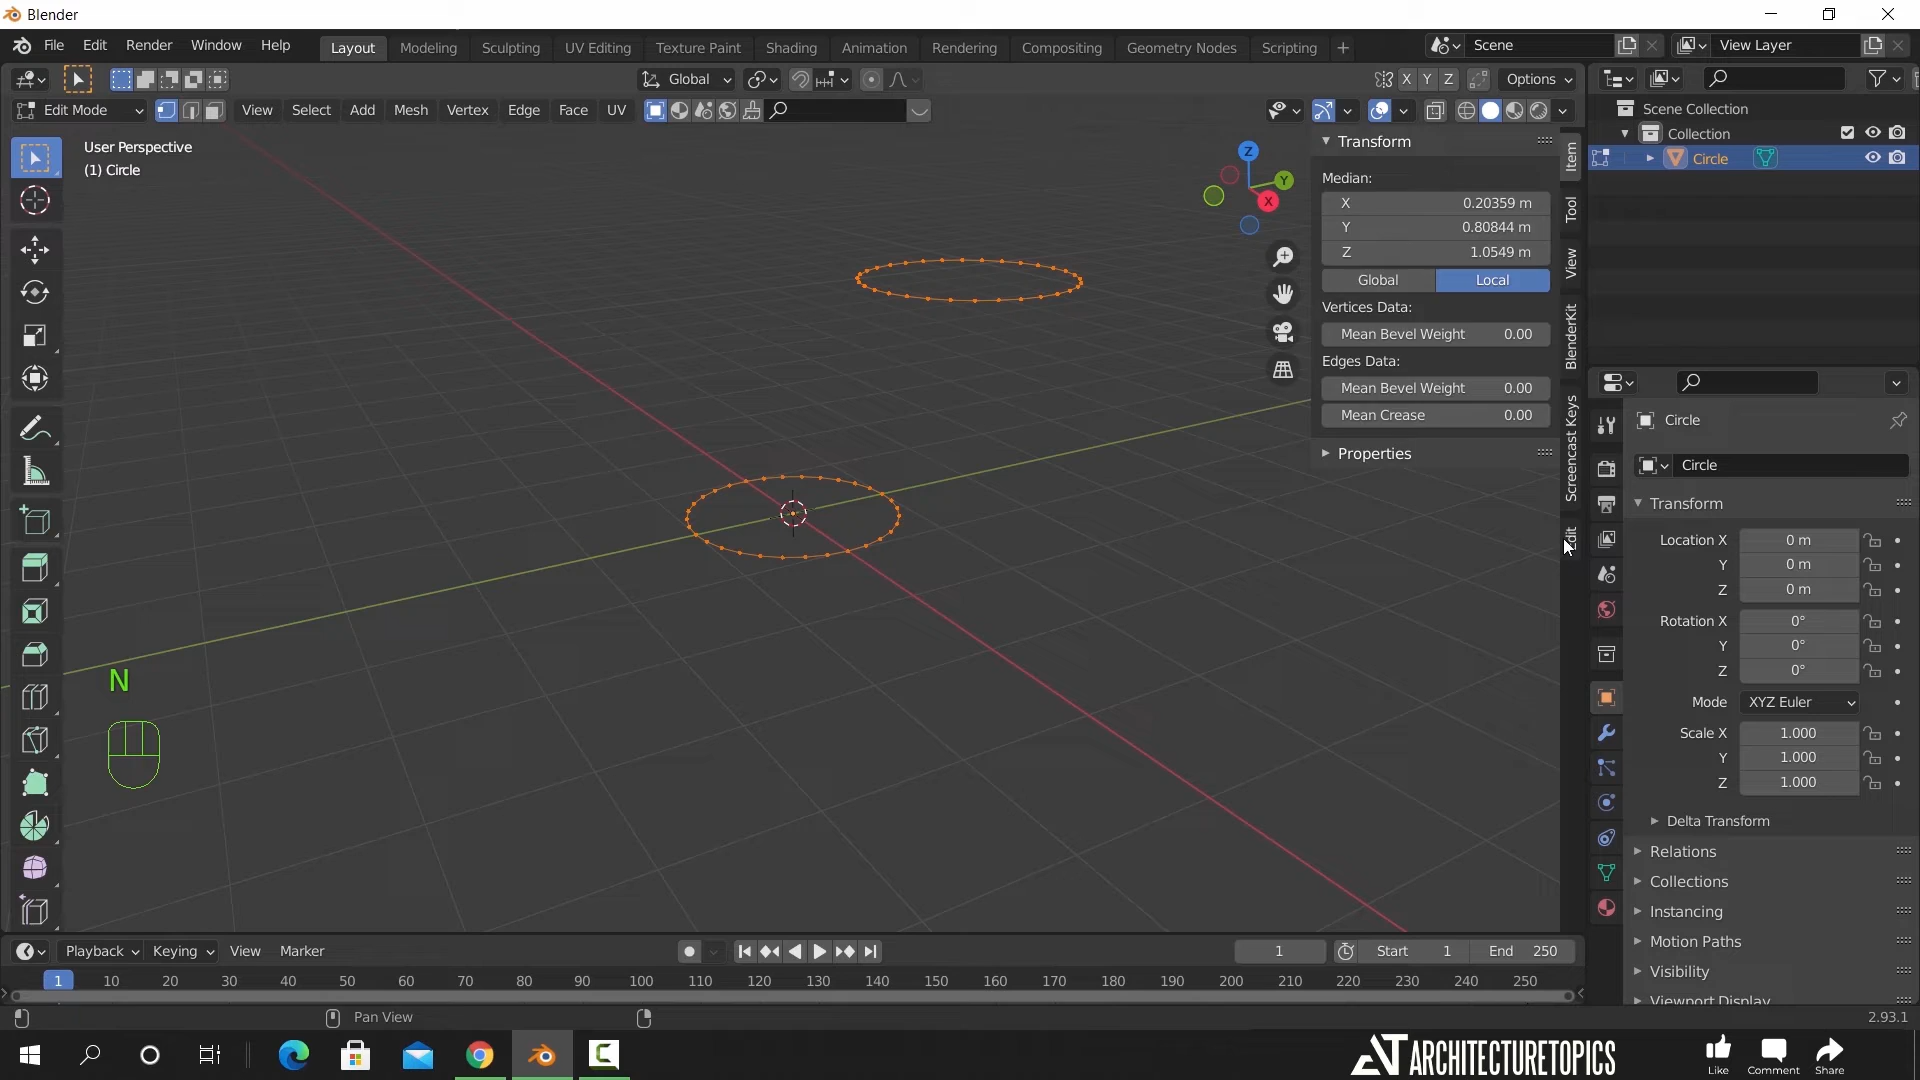 Blender
File Edit Render Window Help Layout Modeling Sculpting UV Editing Texture Paint Shading Animation Rendering Compositing Geometry Nodes Scripting + Scene View Layer
Global X Y Z Options
Edit Mode View Select Add Mesh Vertex Edge Face UV
User Perspective
(1) Circle
Z
Y
X
Transform
Median:
X 0.20359 m
Y 0.80844 m
Z 1.0549 m
Global Local
Vertices Data:
Mean Bevel Weight 0.00
Edges Data:
Mean Bevel Weight 0.00
Mean Crease 0.00
Properties
Item
Tool
View
BlenderKit
Screencast Keys
Edit
Scene Collection
Collection
Circle
Circle
Circle
Transform
Location X 0 m
Y 0 m
Z 0 m
Rotation X 0°
Y 0°
Z 0°
Mode XYZ Euler
Scale X 1.000
Y 1.000
Z 1.000
Delta Transform
Relations
Collections
Instancing
Motion Paths
Visibility
Viewport Display
N
Playback Keying View Marker 1 Start 1 End 250
1 10 20 30 40 50 60 70 80 90 100 110 120 130 140 150 160 170 180 190 200 210 220 230 240 250
Pan View 2.93.1
ARCHITECTURETOPICS
Like Comment Share